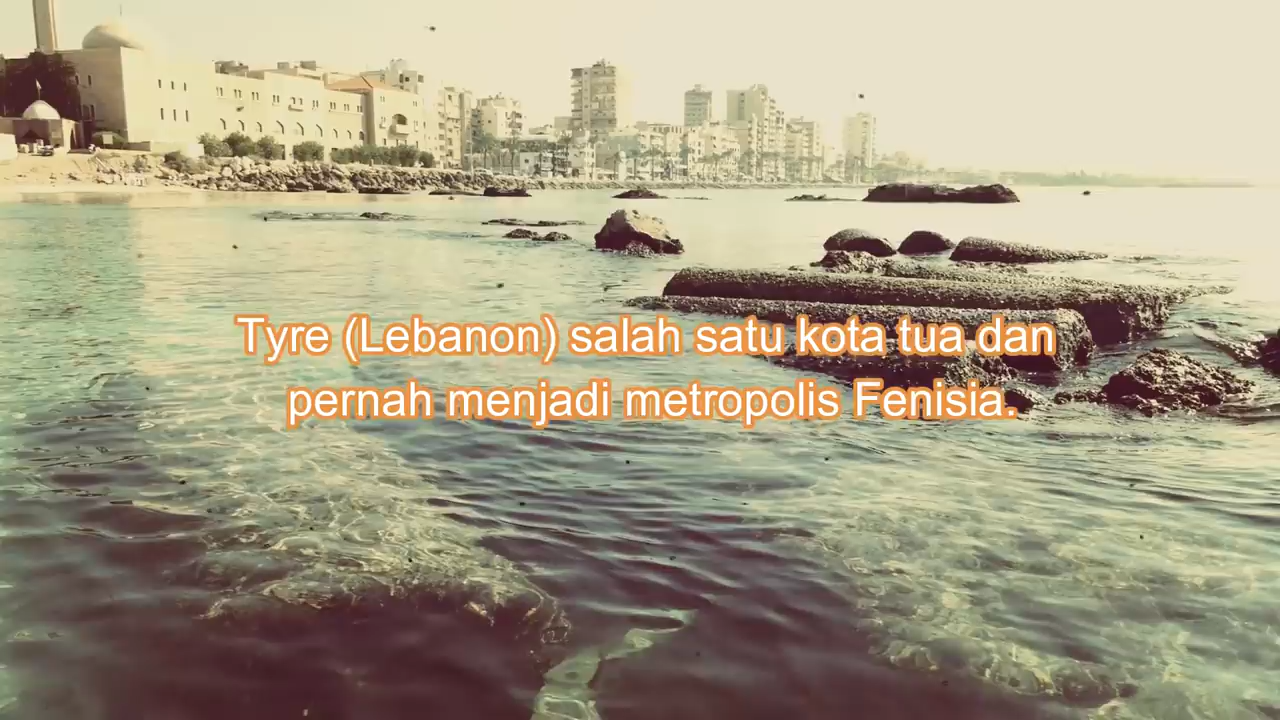 Tyre (Lebanon) salah satu kota tua dan
pernah menjadi metropolis Fenisia.